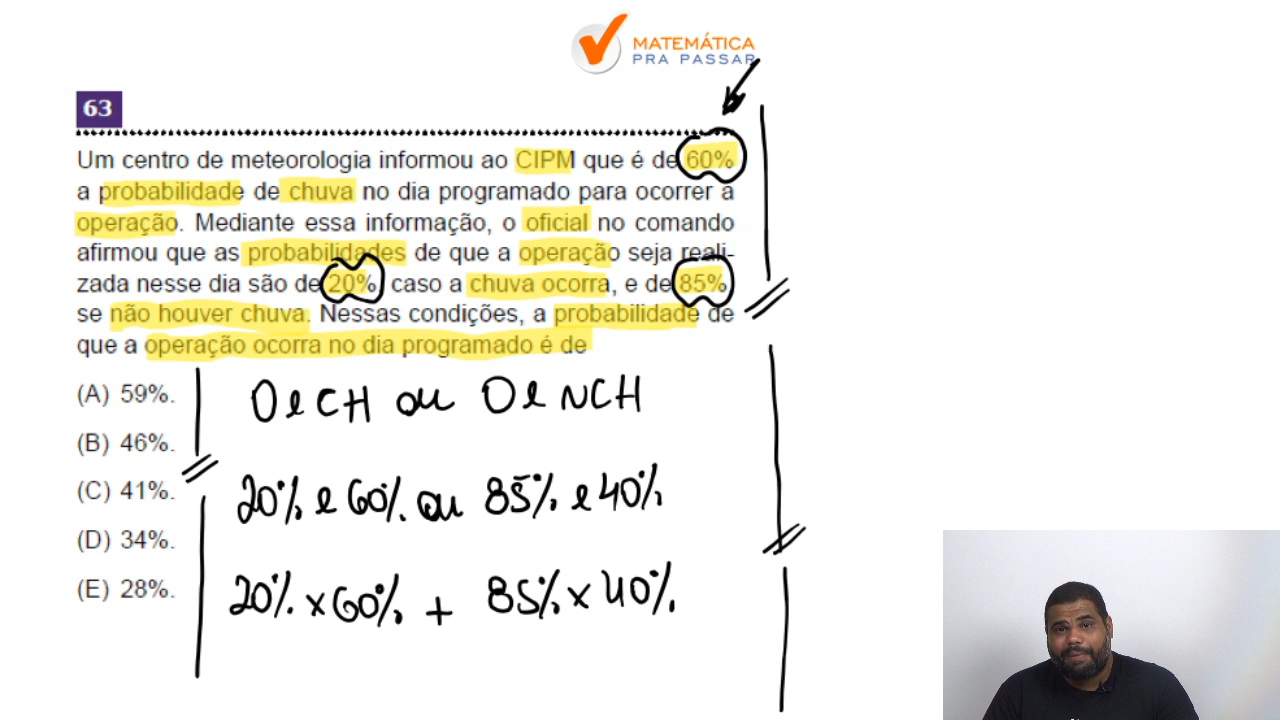 MATEMÁTICA
PRA PASSAR
63
Um centro de meteorologia informou ao CIPM que é de 60%
a probabilidade de chuva no dia programado para ocorrer a
operação. Mediante essa informação, o oficial no comando
afirmou que as probabilidades de que a operação seja reali-
zada nesse dia são de 20%, caso a chuva ocorra, e de 85%,
se não houver chuva. Nessas condições, a probabilidade de
que a operação ocorra no dia programado é de
(A) 59%.
(B) 46%.
(C) 41%.
(D) 34%.
(E) 28%.
O e CH ou O e NCH
20% e 60% ou 85% e 40%
20% x 60% + 85% x 40%